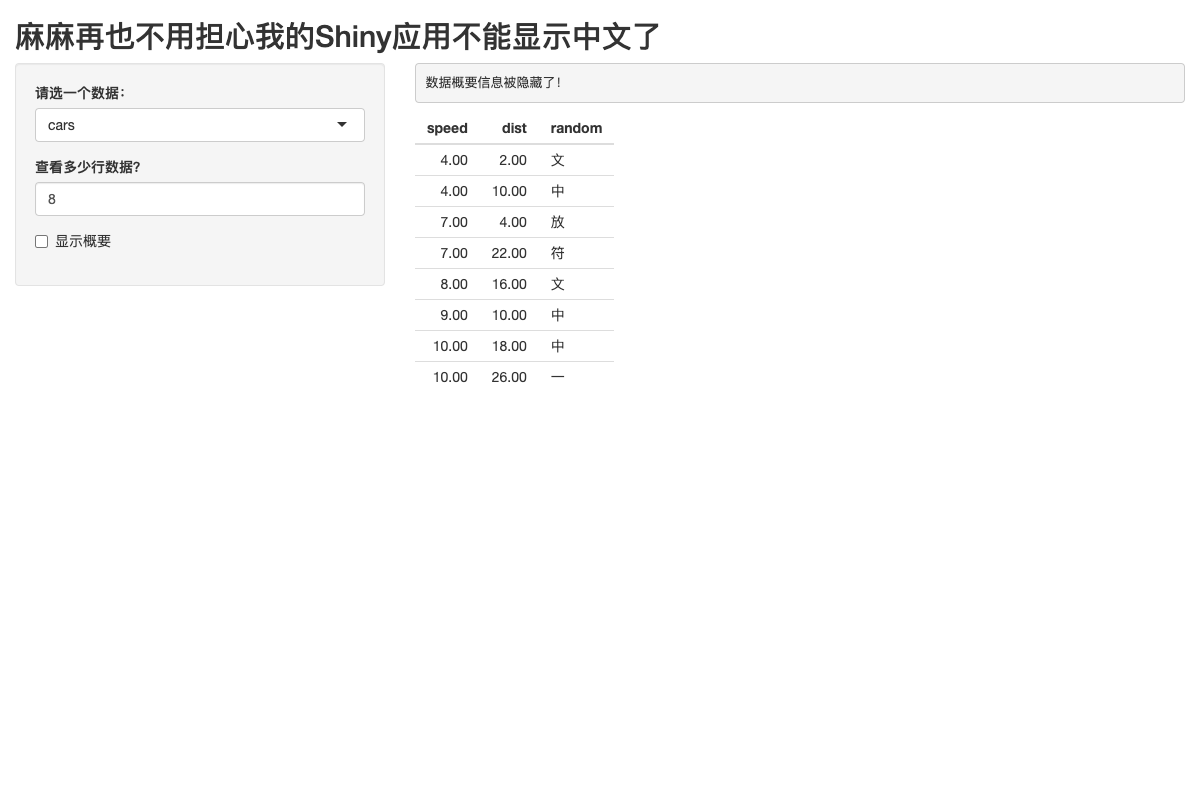 麻麻再也不用担心我的Shiny应用不能显示中文了
请选一个数据：
cars
查看多少行数据?
8
显示概要
数据概要信息被隐藏了！
speed dist random
4.00 2.00 文
4.00 10.00 中
7.00 4.00 放
7.00 22.00 符
8.00 16.00 文
9.00 10.00 中
10.00 18.00 中
10.00 26.00 一